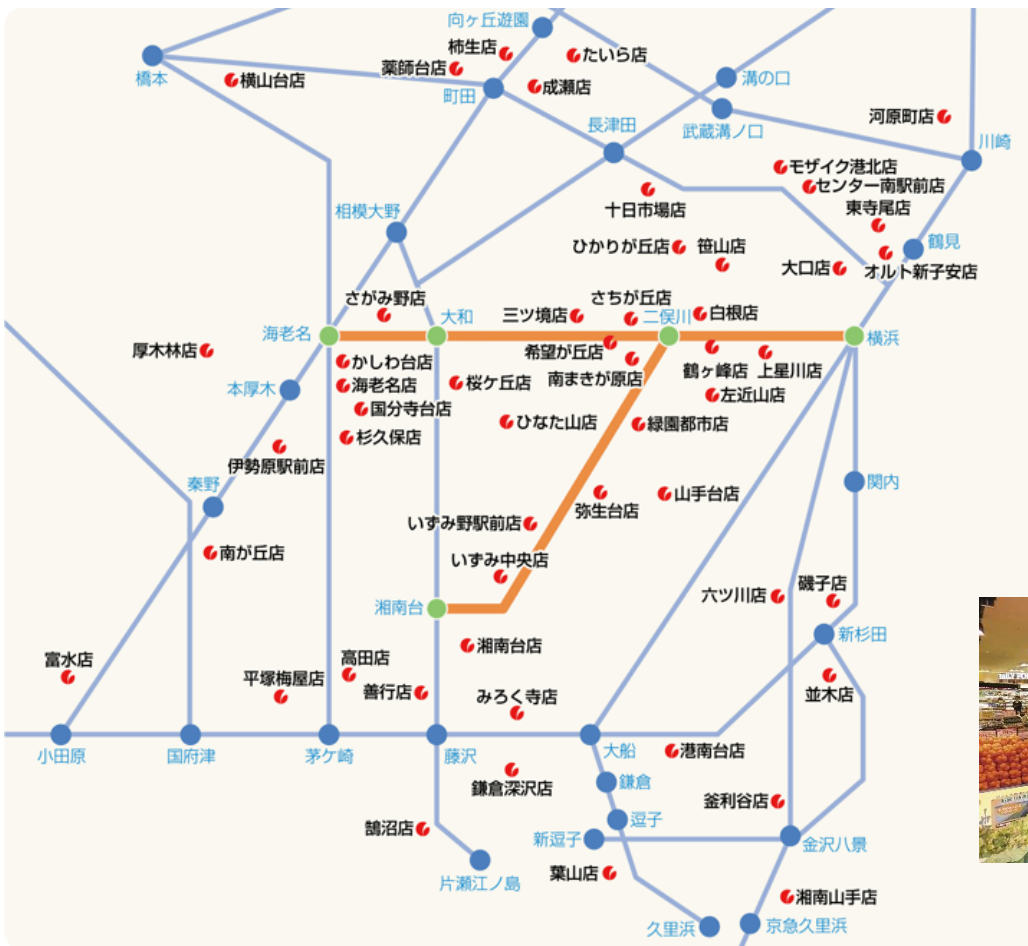 向ヶ丘遊園
柿生店
たいら店
橋本
薬師台店
横山台店
町田
成瀬店
溝の口
武蔵溝ノ口
河原町店
長津田
川崎
モザイク港北店
センター南駅前店
十日市場店
東寺尾店
相模大野
ひかりが丘店
笹山店
鶴見
大口店
オルト新子安店
さがみ野店
さちが丘店
海老名
大和
三ツ境店
二俣川
白根店
横浜
厚木林店
かしわ台店
希望が丘店
南まきが原店
鶴ヶ峰店
上星川店
本厚木
海老名店
桜ケ丘店
左近山店
国分寺台店
ひなた山店
緑園都市店
杉久保店
伊勢原駅前店
秦野
関内
弥生台店
山手台店
いずみ野駅前店
南が丘店
いずみ中央店
六ツ川店
磯子店
湘南台
新杉田
湘南台店
富水店
高田店
平塚梅屋店
善行店
みろく寺店
並木店
小田原
国府津
茅ケ崎
藤沢
大船
港南台店
鎌倉深沢店
鎌倉
釜利谷店
鵠沼店
逗子
新逗子
金沢八景
片瀬江ノ島
葉山店
湘南山手店
久里浜
京急久里浜